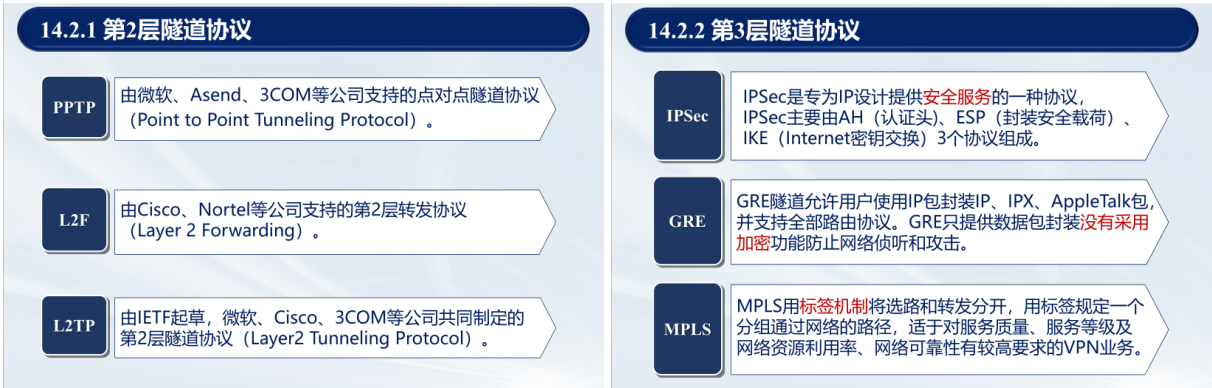 14.2.1 第2层隧道协议
PPTP
由微软、Asend、3COM等公司支持的点对点隧道协议
（Point to Point Tunneling Protocol）。
L2F
由Cisco、Nortel等公司支持的第2层转发协议
（Layer 2 Forwarding）。
L2TP
由IETF起草，微软、Cisco、3COM等公司共同制定的
第2层隧道协议（Layer2 Tunneling Protocol）。
14.2.2 第3层隧道协议
IPSec
IPSec是专为IP设计提供安全服务的一种协议，
IPSec主要由AH（认证头）、ESP（封装安全载荷）、
IKE（Internet密钥交换）3个协议组成。
GRE
GRE隧道允许用户使用IP包封装IP、IPX、AppleTalk包，
并支持全部路由协议。GRE只提供数据包封装没有采用
加密功能防止网络侦听和攻击。
MPLS
MPLS用标签机制将选路和转发分开，用标签规定一个
分组通过网络的路径，适于对服务质量、服务等级及
网络资源利用率、网络可靠性有较高要求的VPN业务。